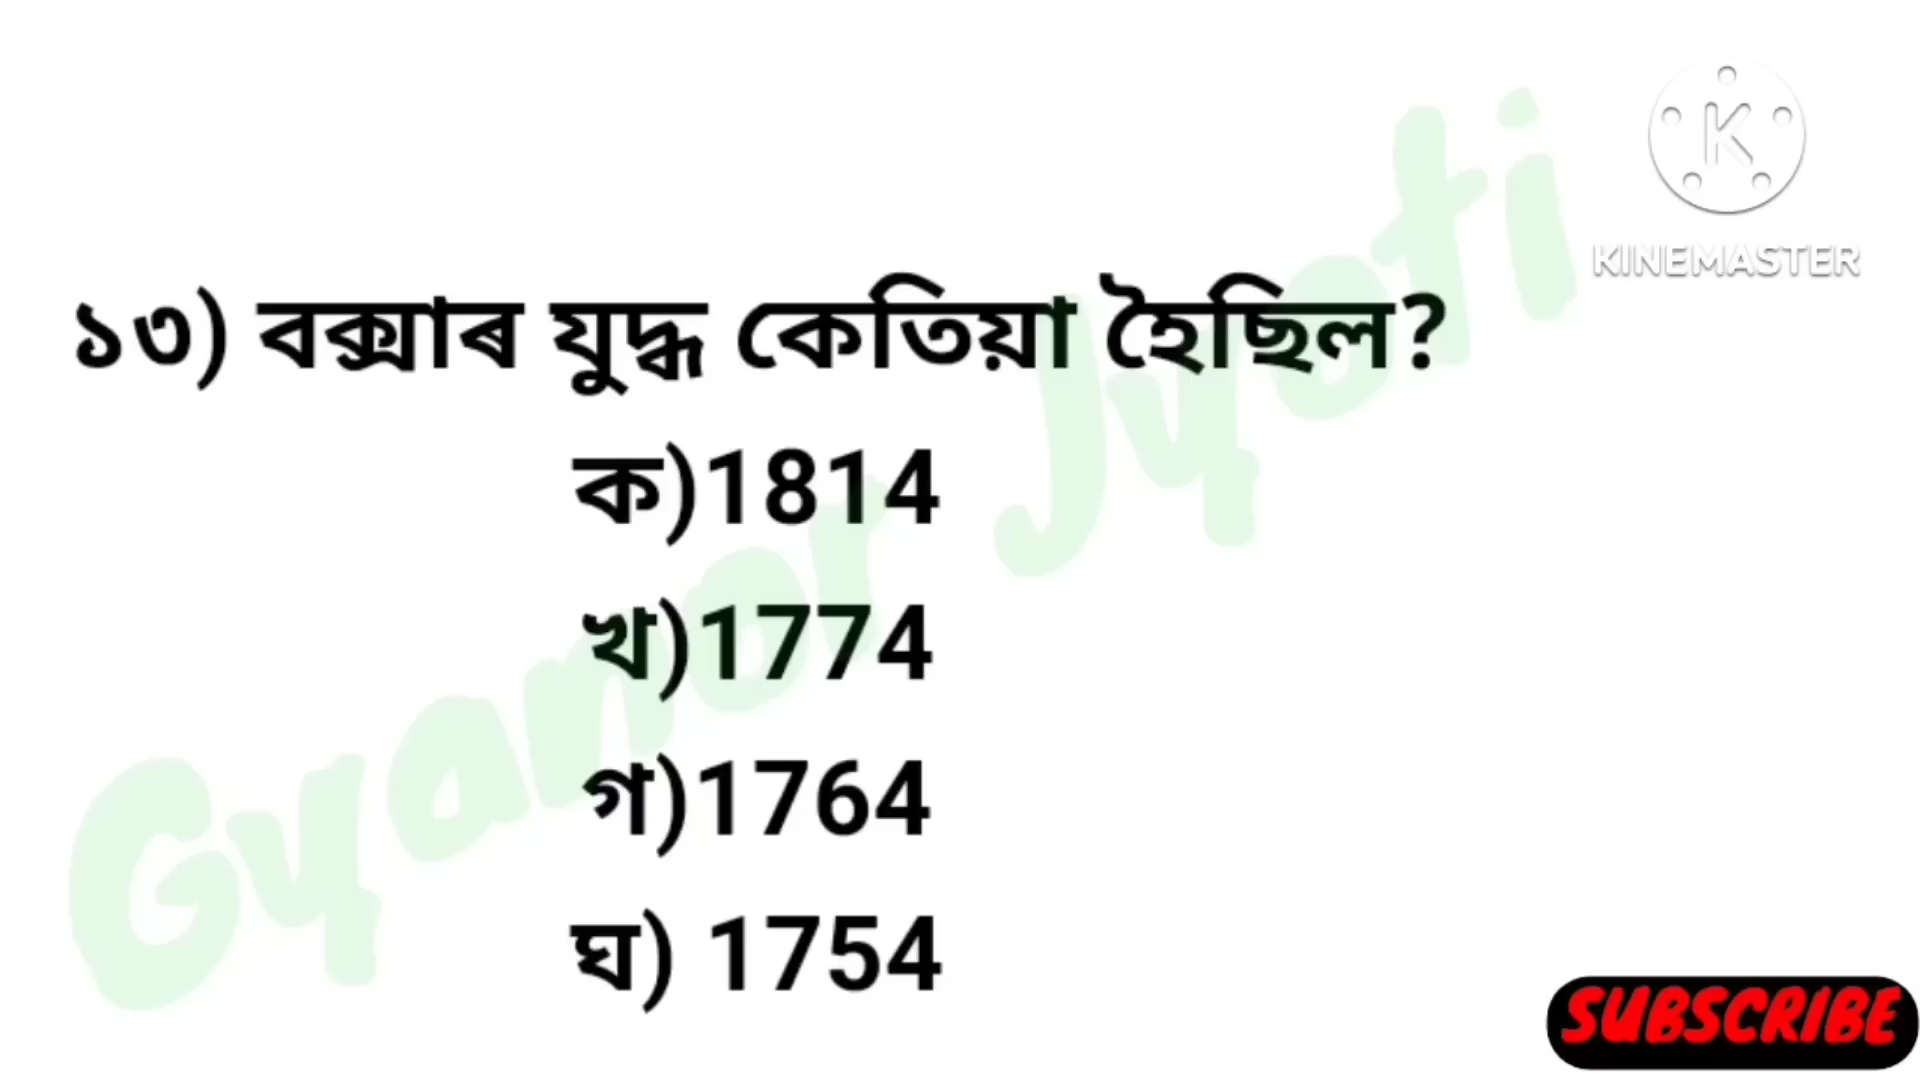 KINEMASTER
১৩) বক্সাৰ যুদ্ধ কেতিয়া হৈছিল?
ক)1814
খ)1774
গ)1764
ঘ) 1754
Gyanor Jyoti
SUBSCRIBE